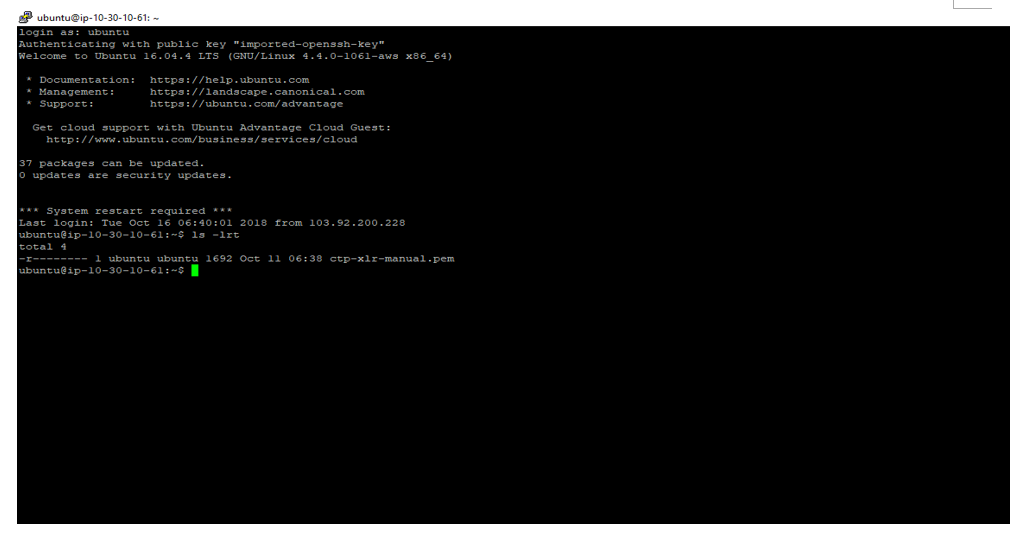 ubuntu@ip-10-30-10-61: ~
login as: ubuntu
Authenticating with public key "imported-openssh-key"
Welcome to Ubuntu 16.04.4 LTS (GNU/Linux 4.4.0-1061-aws x86_64)
* Documentation:  https://help.ubuntu.com
* Management:     https://landscape.canonical.com
* Support:        https://ubuntu.com/advantage
Get cloud support with Ubuntu Advantage Cloud Guest:
http://www.ubuntu.com/business/services/cloud
37 packages can be updated.
0 updates are security updates.
*** System restart required ***
Last login: Tue Oct 16 06:40:01 2018 from 103.92.200.228
ubuntu@ip-10-30-10-61:~$ ls -lrt
total 4
-r-------- 1 ubuntu ubuntu 1692 Oct 11 06:38 ctp-xlr-manual.pem
ubuntu@ip-10-30-10-61:~$